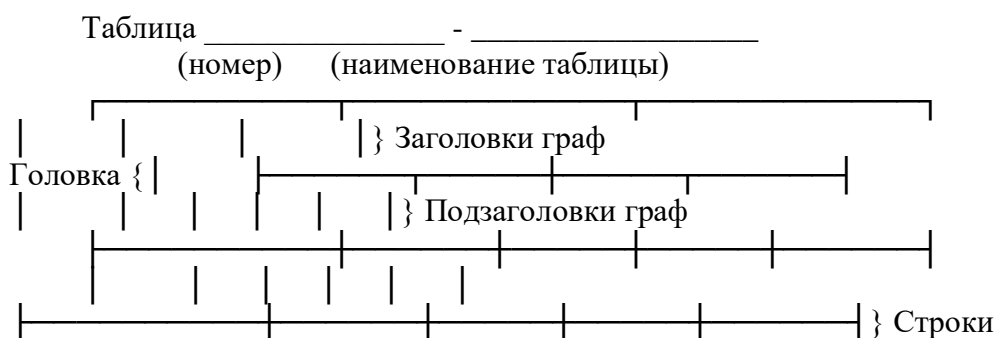 Таблица _______________ - __________________
(номер) (наименование таблицы)
} Заголовки граф
Головка {
} Подзаголовки граф
} Строки